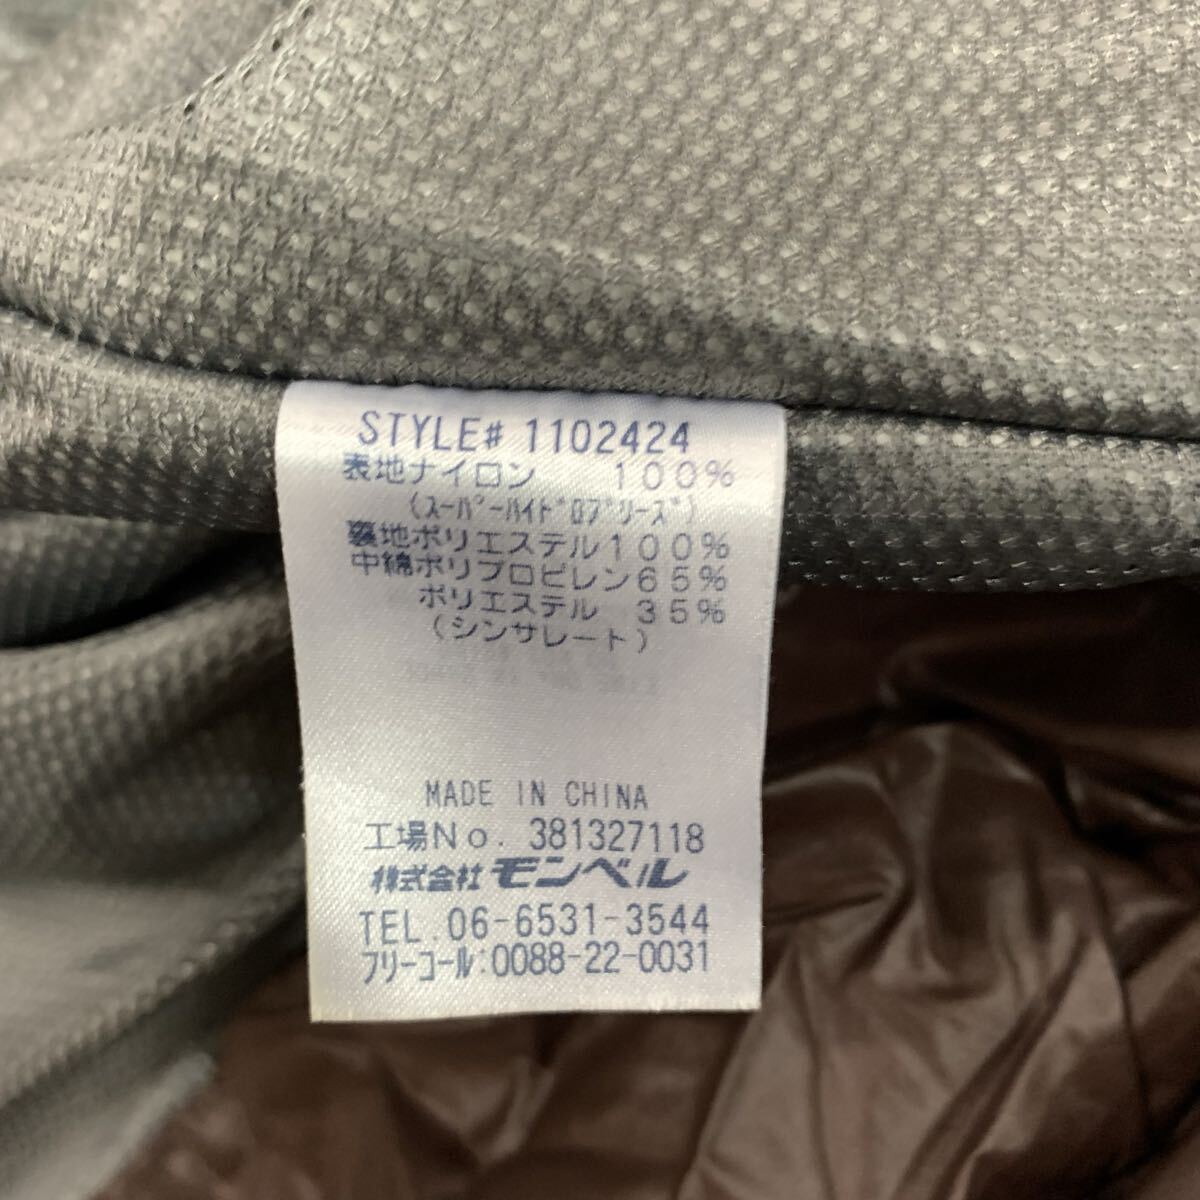 STYLE# 1102424
表地ナイロン 100%
(スーパーハイドロブリーズ)
裏地ポリエステル100%
中綿ポリプロピレン65%
ポリエステル 35%
(シンサレート)
MADE IN CHINA
工場No. 381327118
株式会社モンベル
TEL.06-6531-3544
フリーコール:0088-22-0031